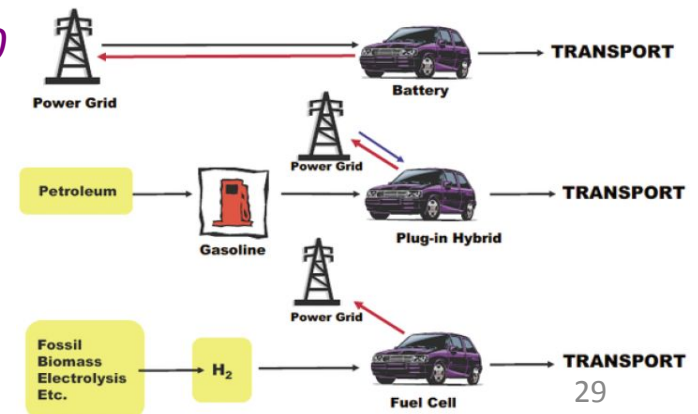 Power Grid
Battery
TRANSPORT
Petroleum
Gasoline
Power Grid
Plug-in Hybrid
TRANSPORT
Fossil
Biomass
Electrolysis
Etc.
H₂
Power Grid
Fuel Cell
TRANSPORT
29